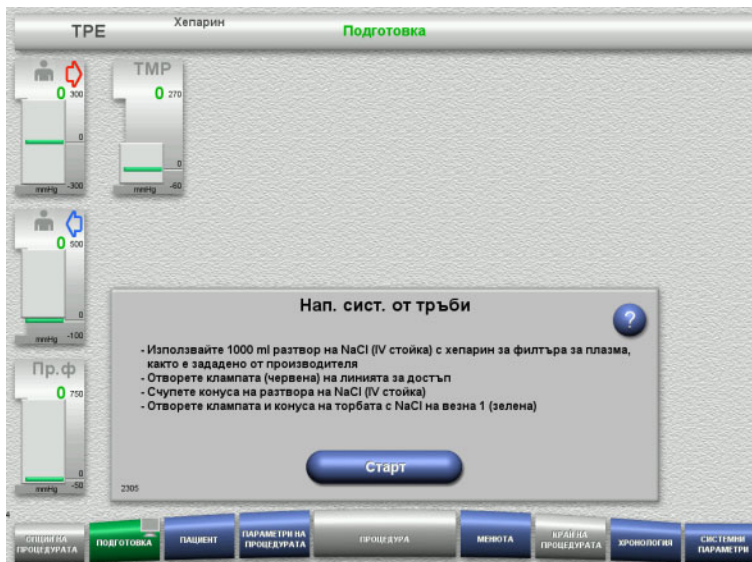 TPE
Хепарин
Подготовка
0
300
0
-300
mmHg
TMP
0
270
0
-60
mmHg
0
500
0
-100
mmHg
Пр.ф
0
750
0
-50
mmHg
Нап. сист. от тръби
?
- Използвайте 1000 ml разтвор на NaCl (IV стойка) с хепарин за филтъра за плазма,
както е зададено от производителя
- Отворете клампата (червена) на линията за достъп
- Счупете конуса на разтвора на NaCl (IV стойка)
- Отворете клампата и конуса на торбата с NaCl на везна 1 (зелена)
Старт
2305
4
ОПЦИИ НА
ПРОЦЕДУРАТА
ПОДГОТОВКА
ПАЦИЕНТ
ПАРАМЕТРИ НА
ПРОЦЕДУРАТА
ПРОЦЕДУРА
МЕНЮТА
КРАЙ НА
ПРОЦЕДУРАТА
ХРОНОЛОГИЯ
СИСТЕМНИ
ПАРАМЕТРИ